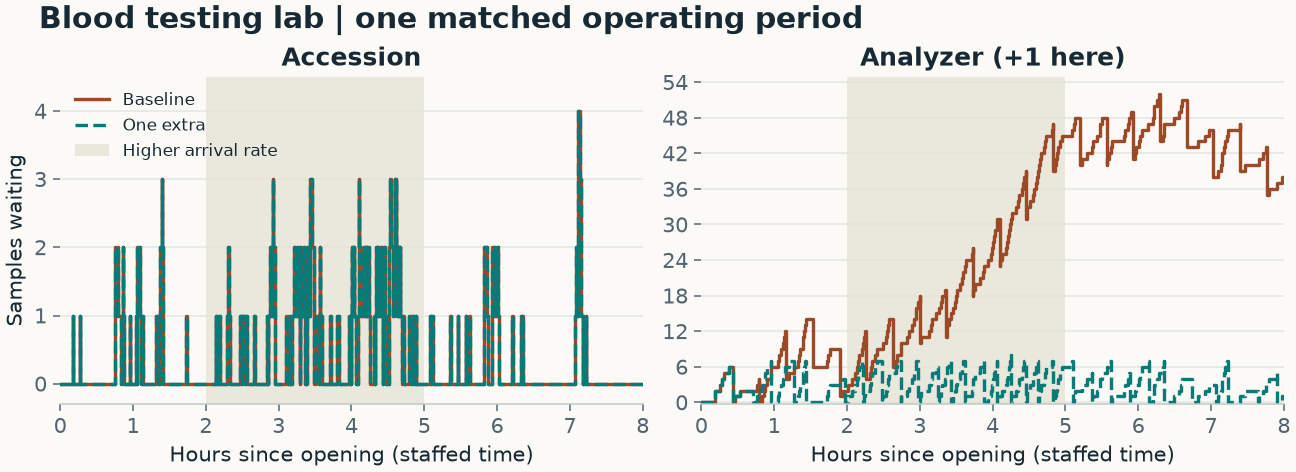 Blood testing lab | one matched operating period
Accession
Analyzer (+1 here)
Samples waiting
Baseline
One extra
Higher arrival rate
4
3
2
1
0
0 1 2 3 4 5 6 7 8
Hours since opening (staffed time)
54
48
42
36
30
24
18
12
6
0
0 1 2 3 4 5 6 7 8
Hours since opening (staffed time)